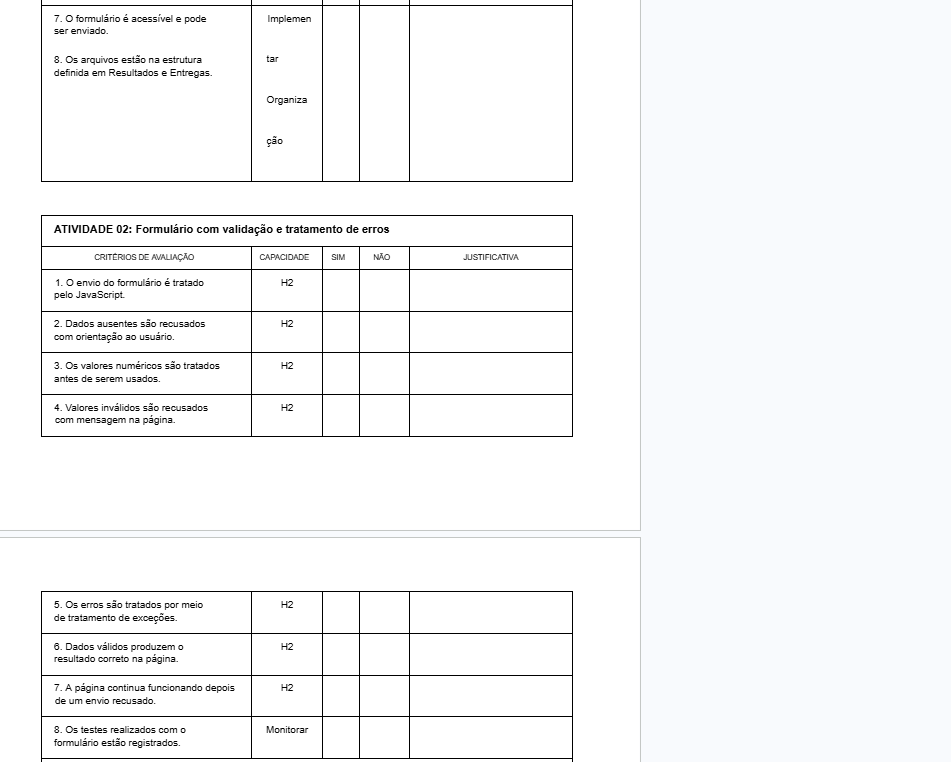 7. O formulário é acessível e pode
ser enviado.
8. Os arquivos estão na estrutura
definida em Resultados e Entregas.
Implemen
tar
Organiza
ção
ATIVIDADE 02: Formulário com validação e tratamento de erros
CRITÉRIOS DE AVALIAÇÃO CAPACIDADE SIM NÃO JUSTIFICATIVA
1. O envio do formulário é tratado
pelo JavaScript.
H2
2. Dados ausentes são recusados
com orientação ao usuário.
H2
3. Os valores numéricos são tratados
antes de serem usados.
H2
4. Valores inválidos são recusados
com mensagem na página.
H2
5. Os erros são tratados por meio
de tratamento de exceções.
H2
6. Dados válidos produzem o
resultado correto na página.
H2
7. A página continua funcionando depois
de um envio recusado.
H2
8. Os testes realizados com o
formulário estão registrados.
Monitorar